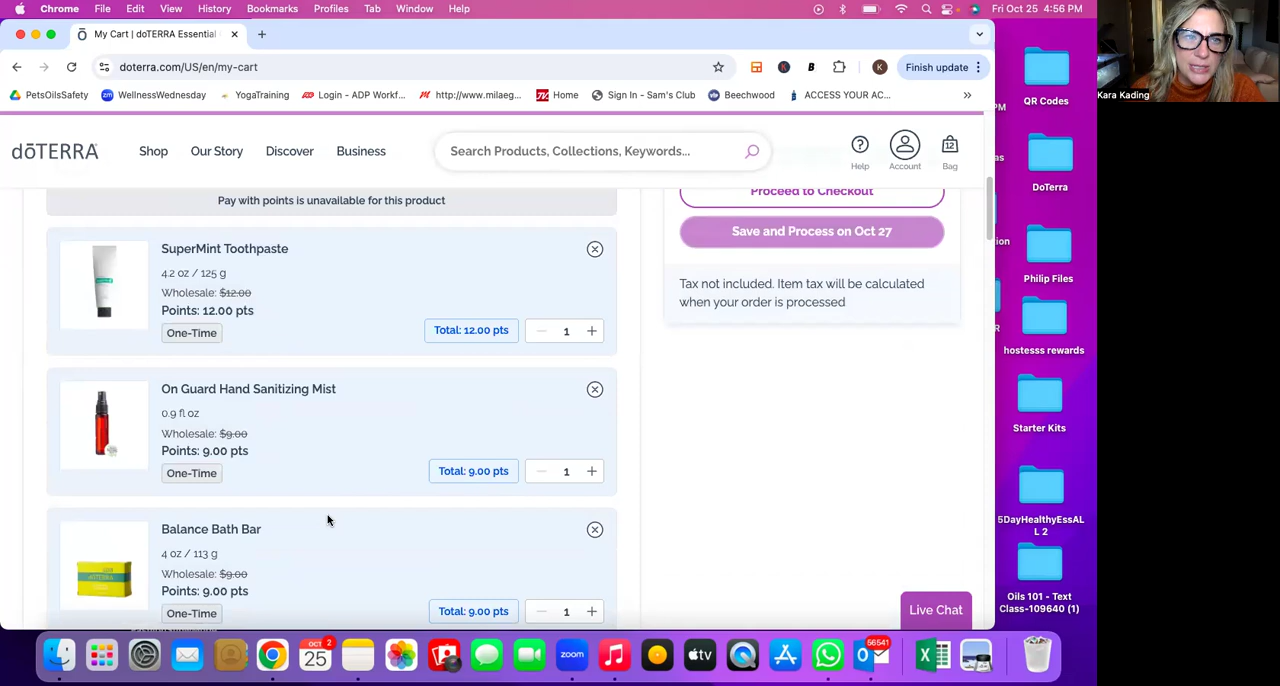 Chrome File Edit View History Bookmarks Profiles Tab Window Help Fri Oct 25 4:56 PM
My Cart | doTERRA Essential
doterra.com/US/en/my-cart
Finish update
PetsOilsSafety WellnessWednesday YogaTraining Login - ADP Workf... http://www.milaeg... Home Sign In - Sam's Club Beechwood ACCESS YOUR AC...
dōTERRA
Shop Our Story Discover Business
Search Products, Collections, Keywords...
Help Account 12 Bag
Pay with points is unavailable for this product
SuperMint Toothpaste
4.2 oz / 125 g
Wholesale: $12.00
Points: 12.00 pts
One-Time
Total: 12.00 pts
1
On Guard Hand Sanitizing Mist
0.9 fl oz
Wholesale: $9.00
Points: 9.00 pts
One-Time
Total: 9.00 pts
1
Balance Bath Bar
4 oz / 113 g
Wholesale: $9.00
Points: 9.00 pts
One-Time
Total: 9.00 pts
1
Proceed to Checkout
Save and Process on Oct 27
Tax not included. Item tax will be calculated
when your order is processed
Live Chat
Kara Kading
QR Codes
DoTerra
Philip Files
hostesss rewards
Starter Kits
5DayHealthyEssAL
L 2
Oils 101 - Text
Class-109640 (1)
OCT 2
25
zoom
tv
56541